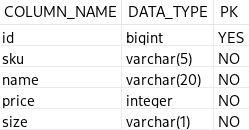 COLUMN_NAME DATA_TYPE PK
id bigint YES
sku varchar(5) NO
name varchar(20) NO
price integer NO
size varchar(1) NO